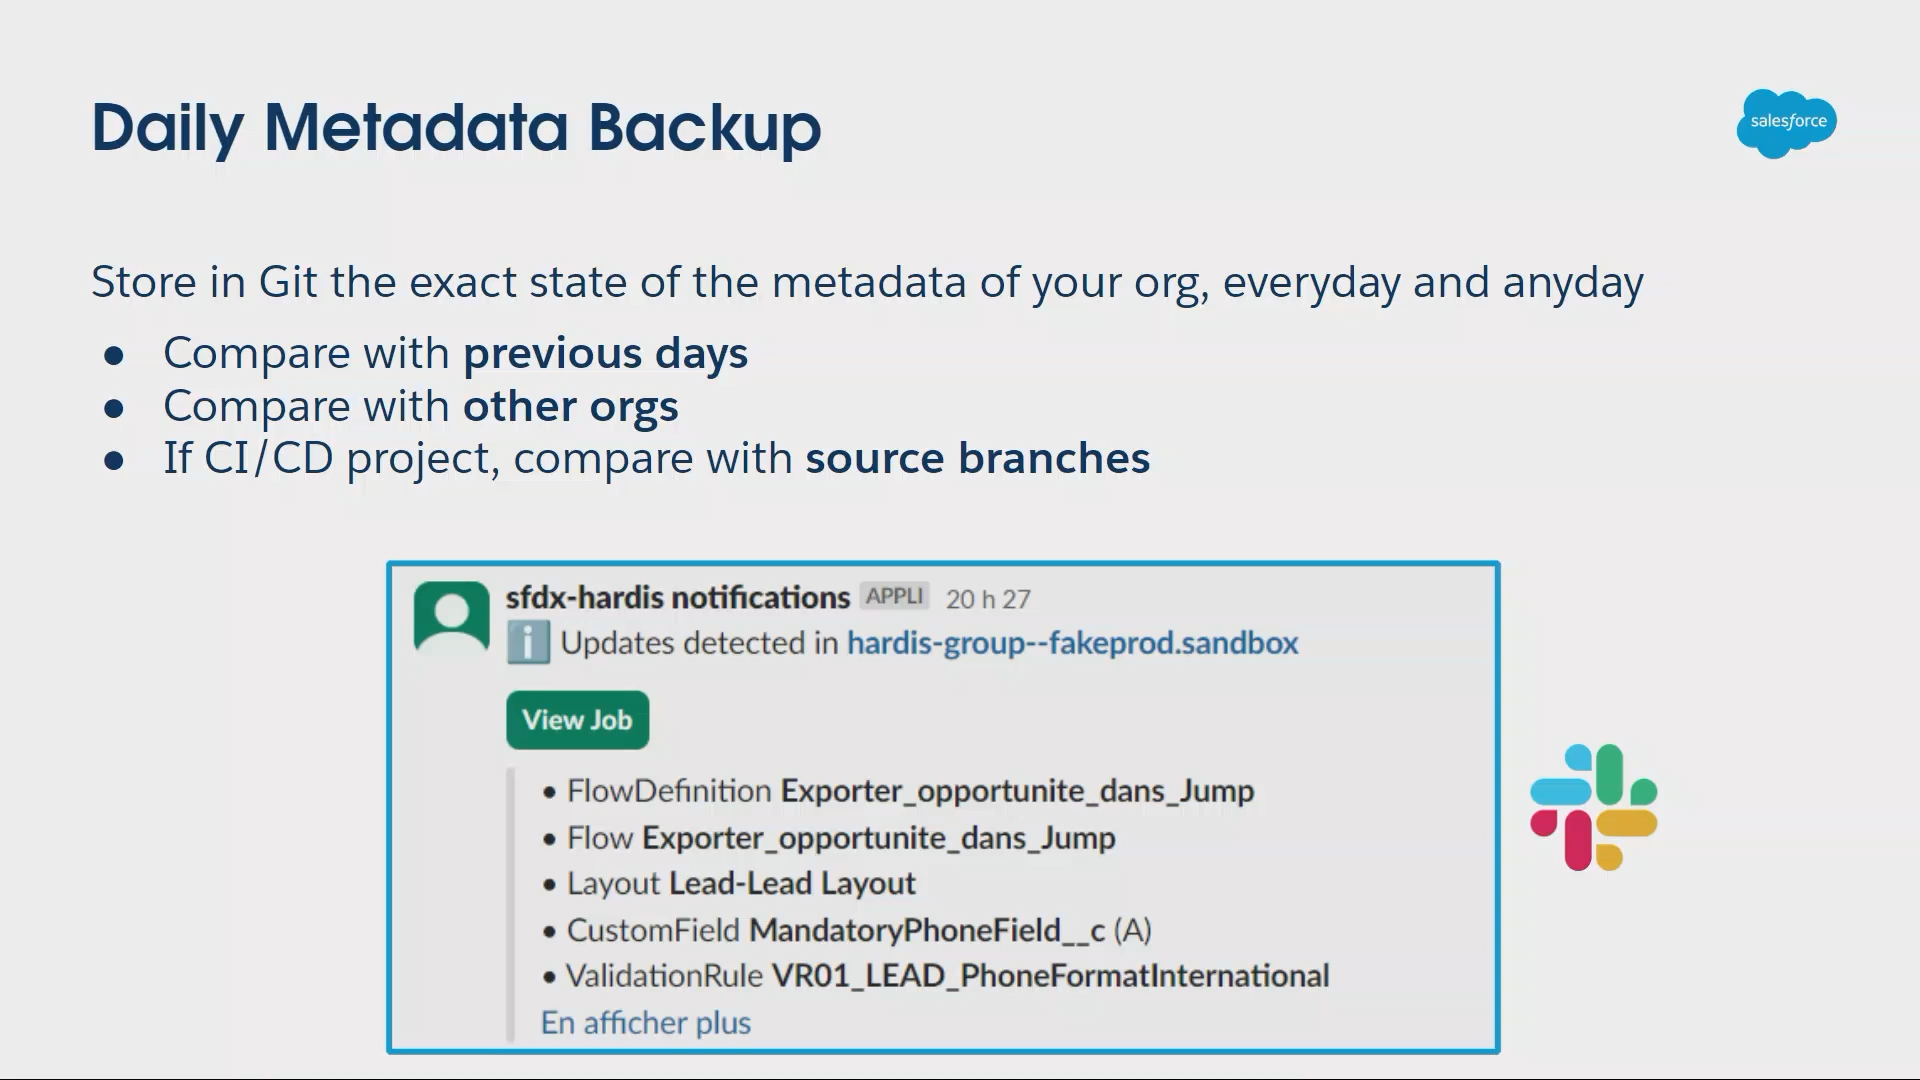 Daily Metadata Backup
salesforce
Store in Git the exact state of the metadata of your org, everyday and anyday
● Compare with previous days
● Compare with other orgs
● If CI/CD project, compare with source branches
sfdx-hardis notifications APPLI 20 h 27
i Updates detected in hardis-group--fakeprod.sandbox
View Job
• FlowDefinition Exporter_opportunite_dans_Jump
• Flow Exporter_opportunite_dans_Jump
• Layout Lead-Lead Layout
• CustomField MandatoryPhoneField__c (A)
• ValidationRule VR01_LEAD_PhoneFormatInternational
En afficher plus